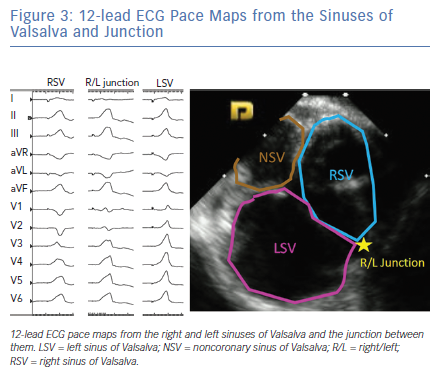 Figure 3: 12-lead ECG Pace Maps from the Sinuses of
Valsalva and Junction
RSV R/L junction LSV
I
II
III
aVR
aVL
aVF
V1
V2
V3
V4
V5
V6
NSV
RSV
LSV
R/L Junction
12-lead ECG pace maps from the right and left sinuses of Valsalva and the junction between
them. LSV = left sinus of Valsalva; NSV = noncoronary sinus of Valsalva; R/L = right/left;
RSV = right sinus of Valsalva.